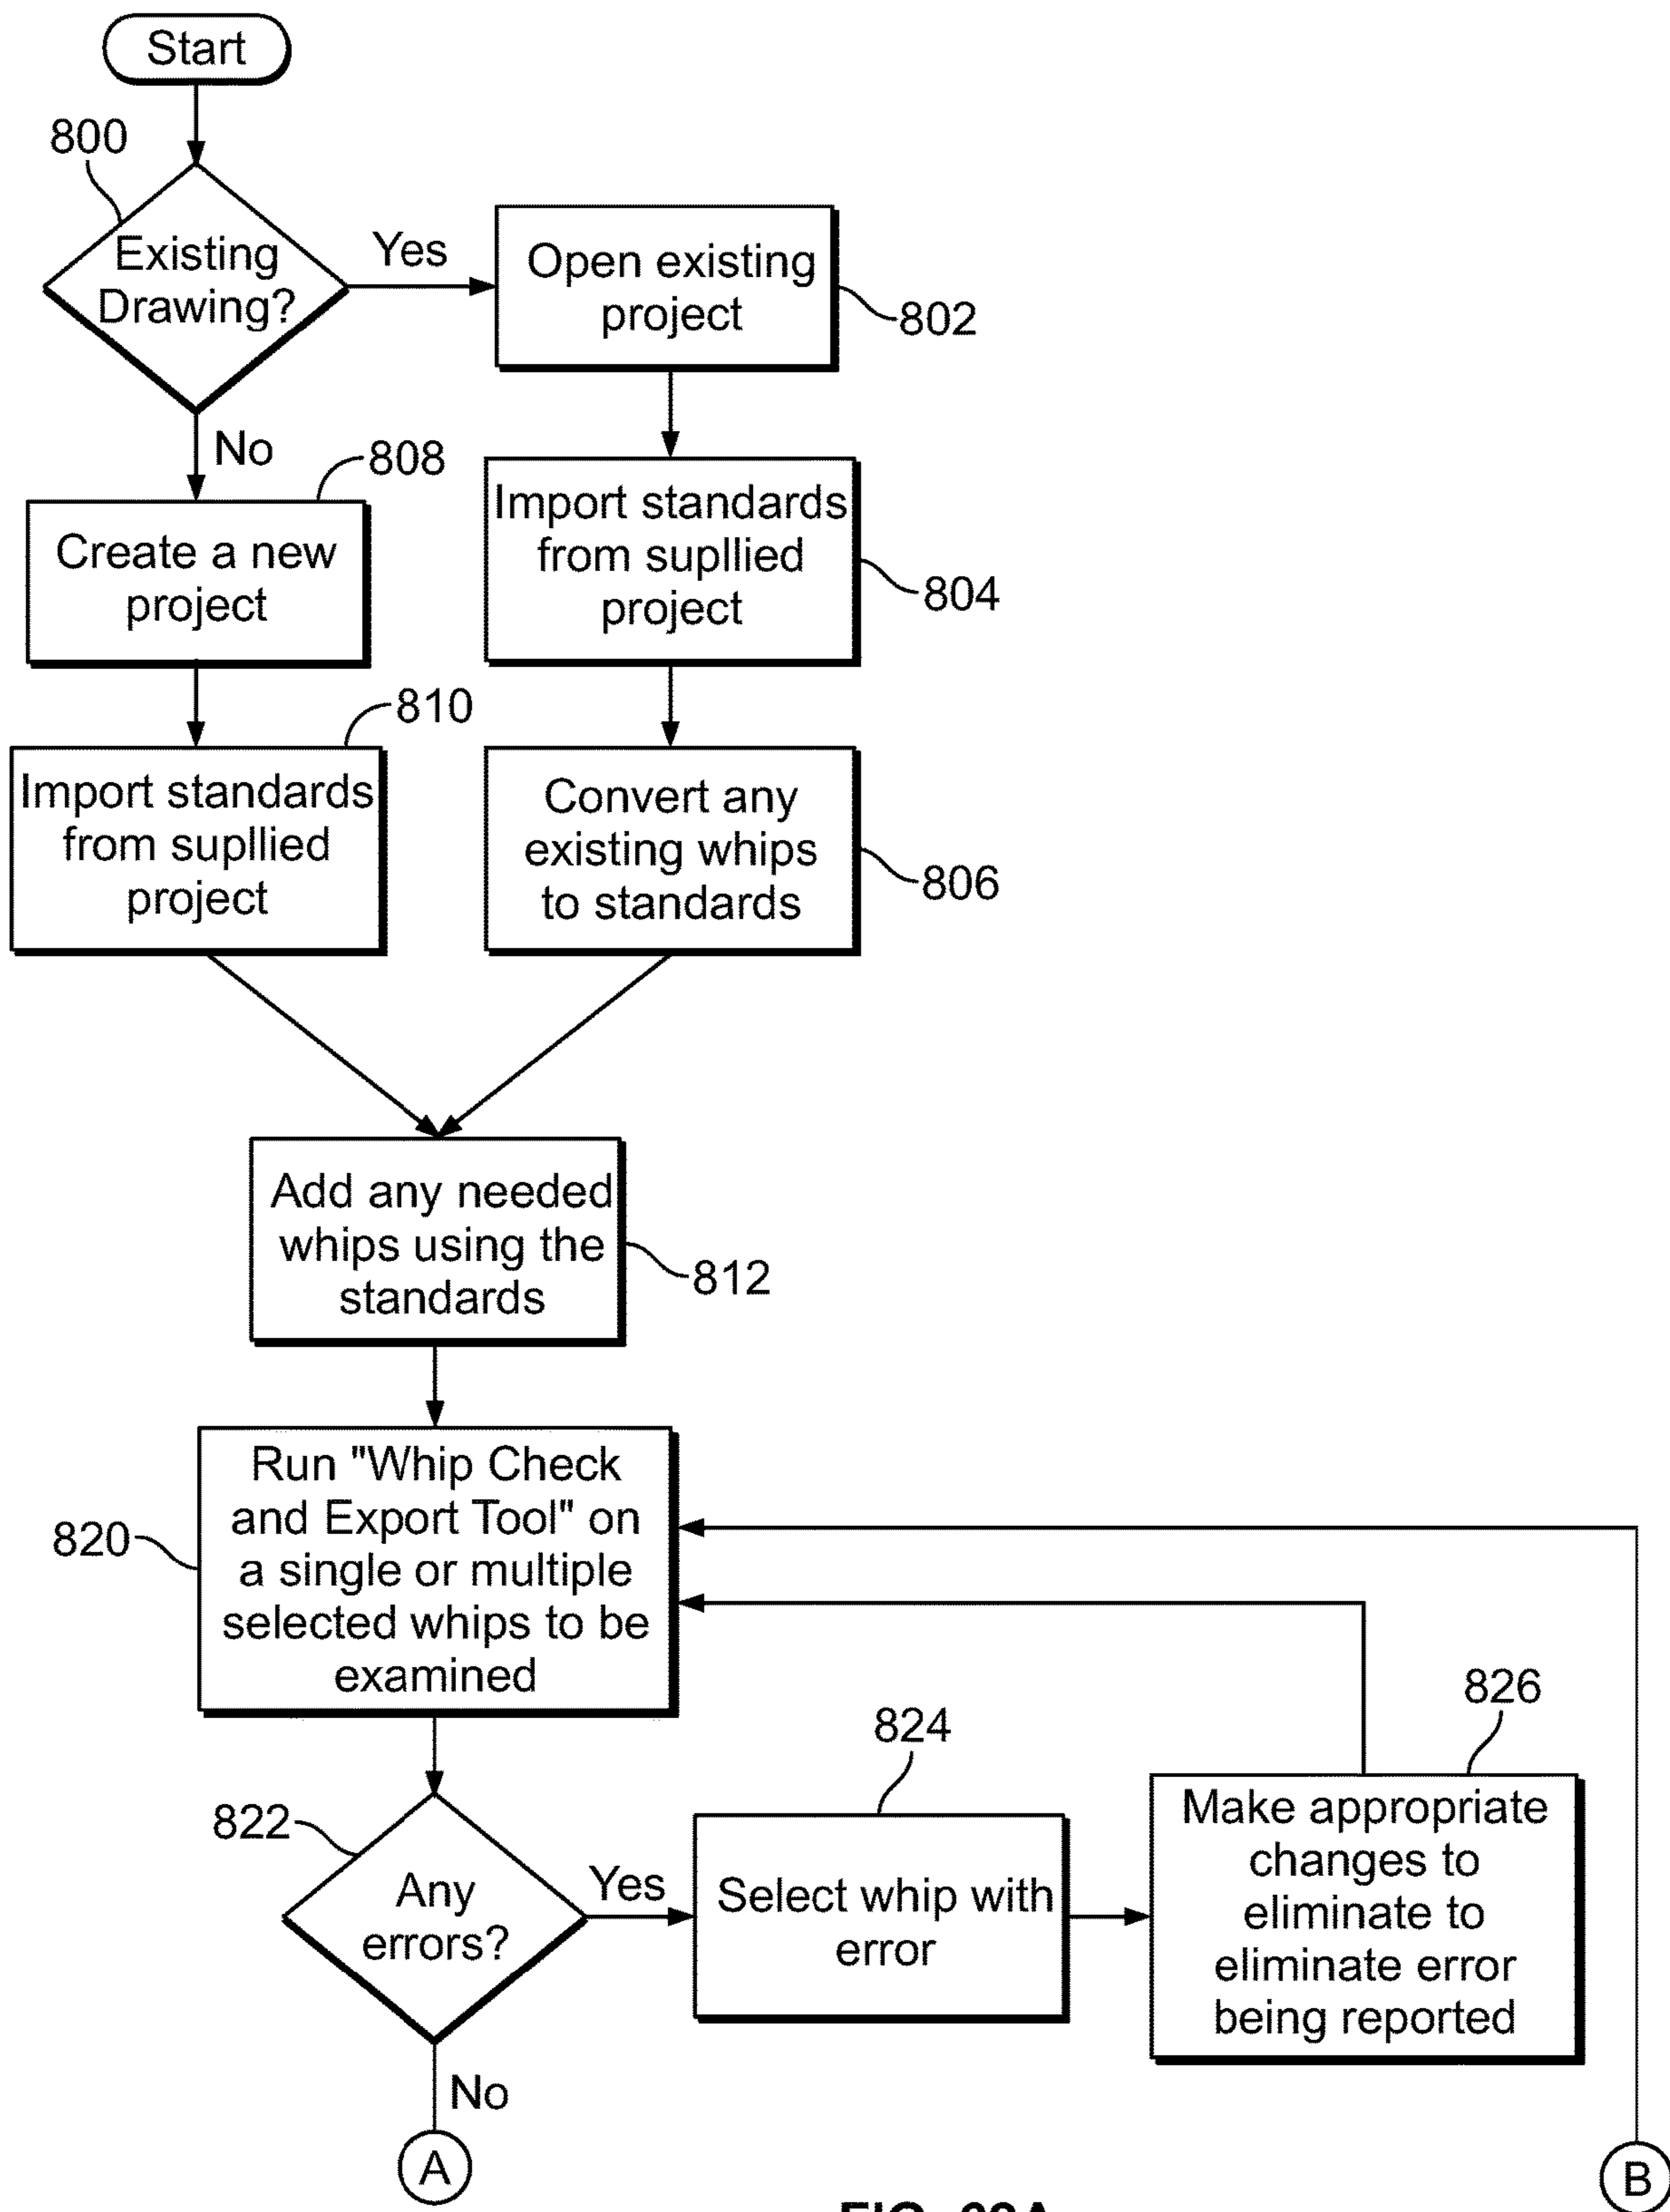 Start
800
Existing
Drawing?
Yes
Open existing
project
802
No
808
Create a new
project
Import standards
from supllied
project
804
810
Import standards
from supllied
project
Convert any
existing whips
to standards
806
Add any needed
whips using the
standards
812
Run "Whip Check
and Export Tool" on
a single or multiple
selected whips to be
examined
820
822
Any
errors?
Yes
824
Select whip with
error
826
Make appropriate
changes to
eliminate to
eliminate error
being reported
No
A
B